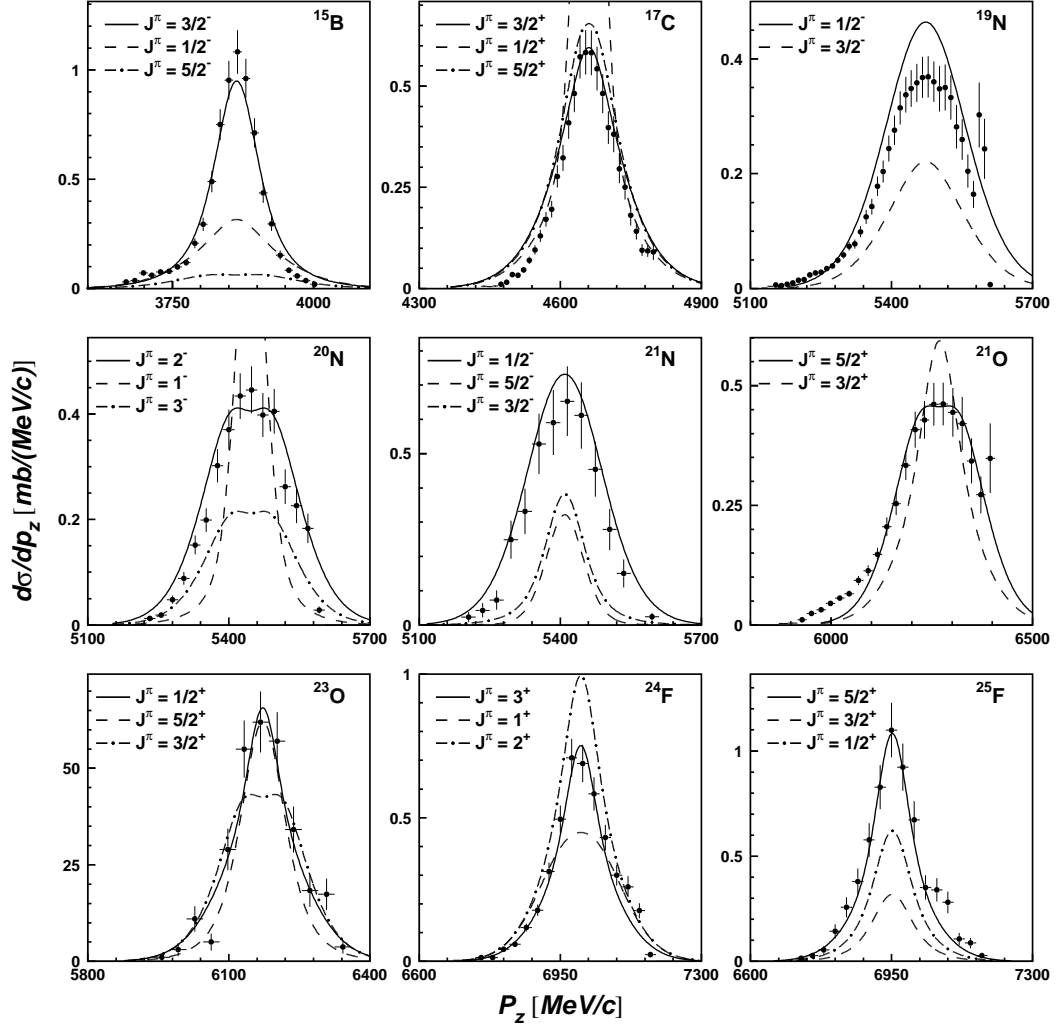 ¹⁵B
J^π = 3/2⁻
J^π = 1/2⁻
J^π = 5/2⁻
1
0.5
0
3750
4000
¹⁷C
J^π = 3/2⁺
J^π = 1/2⁺
J^π = 5/2⁺
0.5
0.25
0
4300
4600
4900
¹⁹N
J^π = 1/2⁻
J^π = 3/2⁻
0.4
0.2
0
5100
5400
5700
²⁰N
J^π = 2⁻
J^π = 1⁻
J^π = 3⁻
0.4
0.2
0
5100
5400
5700
²¹N
J^π = 1/2⁻
J^π = 5/2⁻
J^π = 3/2⁻
0.5
0
5100
5400
5700
²¹O
J^π = 5/2⁺
J^π = 3/2⁺
0.5
0.25
0
6000
6500
²³O
J^π = 1/2⁺
J^π = 5/2⁺
J^π = 3/2⁺
50
25
0
5800
6100
6400
²⁴F
J^π = 3⁺
J^π = 1⁺
J^π = 2⁺
1
0.5
0
6600
6950
7300
²⁵F
J^π = 5/2⁺
J^π = 3/2⁺
J^π = 1/2⁺
1
0.5
0
6600
6950
7300
dσ/dp_z [mb/(MeV/c)]
P_z [MeV/c]